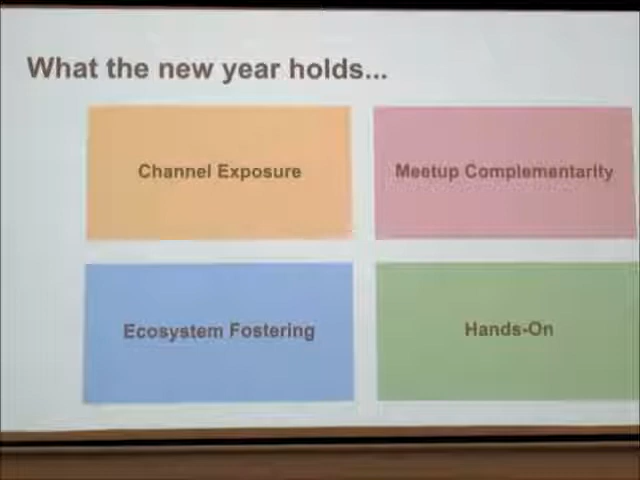 What the new year holds...
Channel Exposure
Meetup Complementarity
Ecosystem Fostering
Hands-On